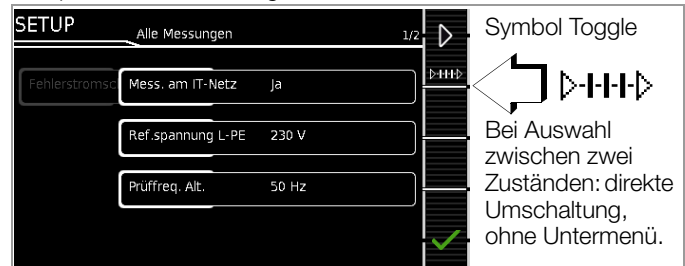 SETUP
Alle Messungen
1/2
Fehlerstromsc
Mess. am IT-Netz Ja
Ref.spannung L-PE 230 V
Prüffreq. Alt. 50 Hz
Symbol Toggle
Bei Auswahl
zwischen zwei
Zuständen: direkte
Umschaltung,
ohne Untermenü.